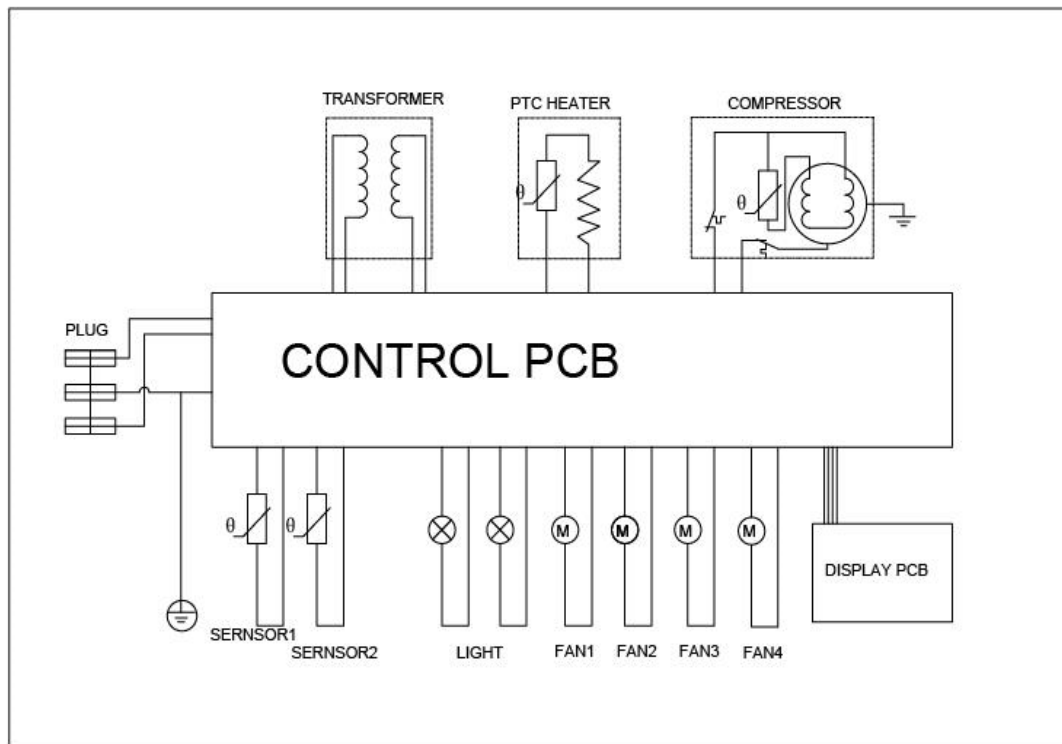 TRANSFORMER
PTC HEATER
COMPRESSOR
θ
θ
PLUG
CONTROL PCB
θ
θ
M
M
M
M
DISPLAY PCB
SERNSOR1
SERNSOR2
LIGHT
FAN1
FAN2
FAN3
FAN4